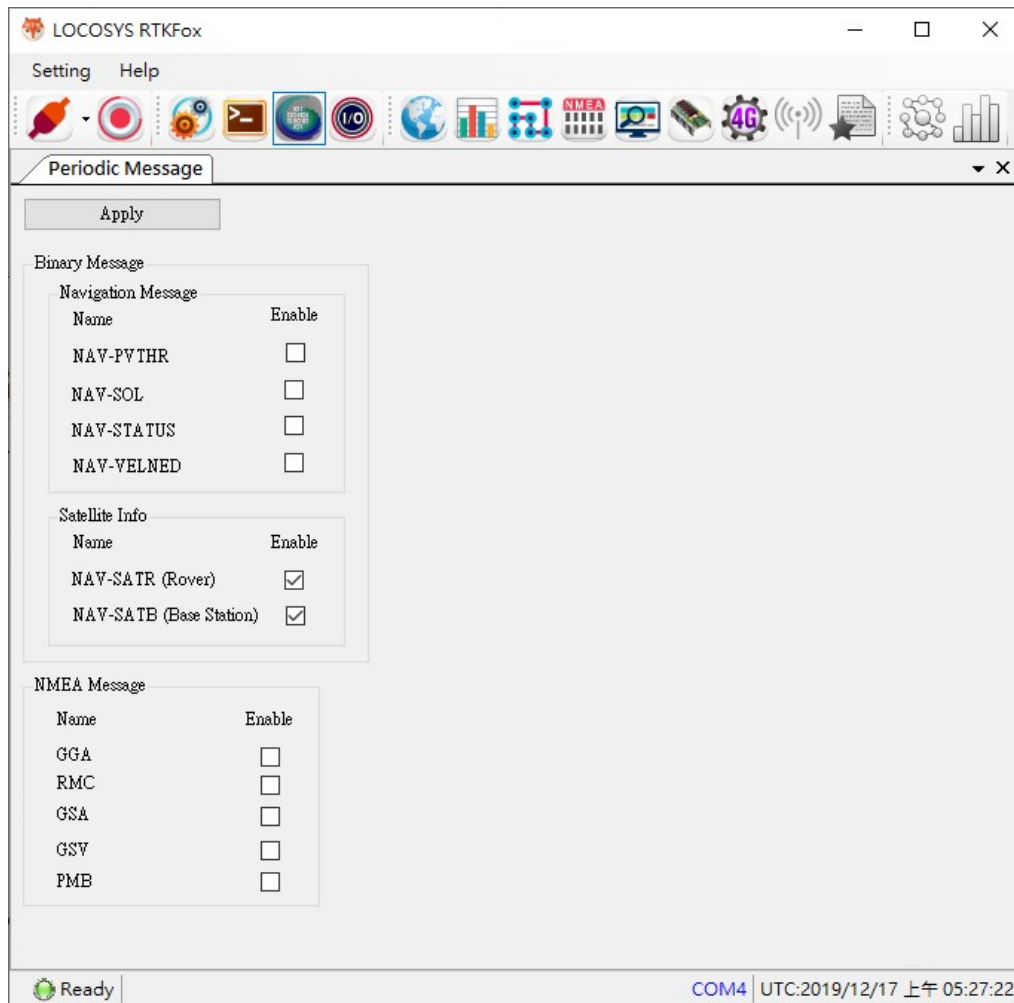 LOCOSYS RTKFox
Setting Help
>_ I/O NMEA 4G
Periodic Message
Apply
Binary Message
Navigation Message
Name Enable
NAV-PVTHR
NAV-SOL
NAV-STATUS
NAV-VELNED
Satellite Info
Name Enable
NAV-SATR (Rover)
NAV-SATB (Base Station)
NMEA Message
Name Enable
GGA
RMC
GSA
GSV
PMB
Ready COM4 UTC:2019/12/17 上午 05:27:22